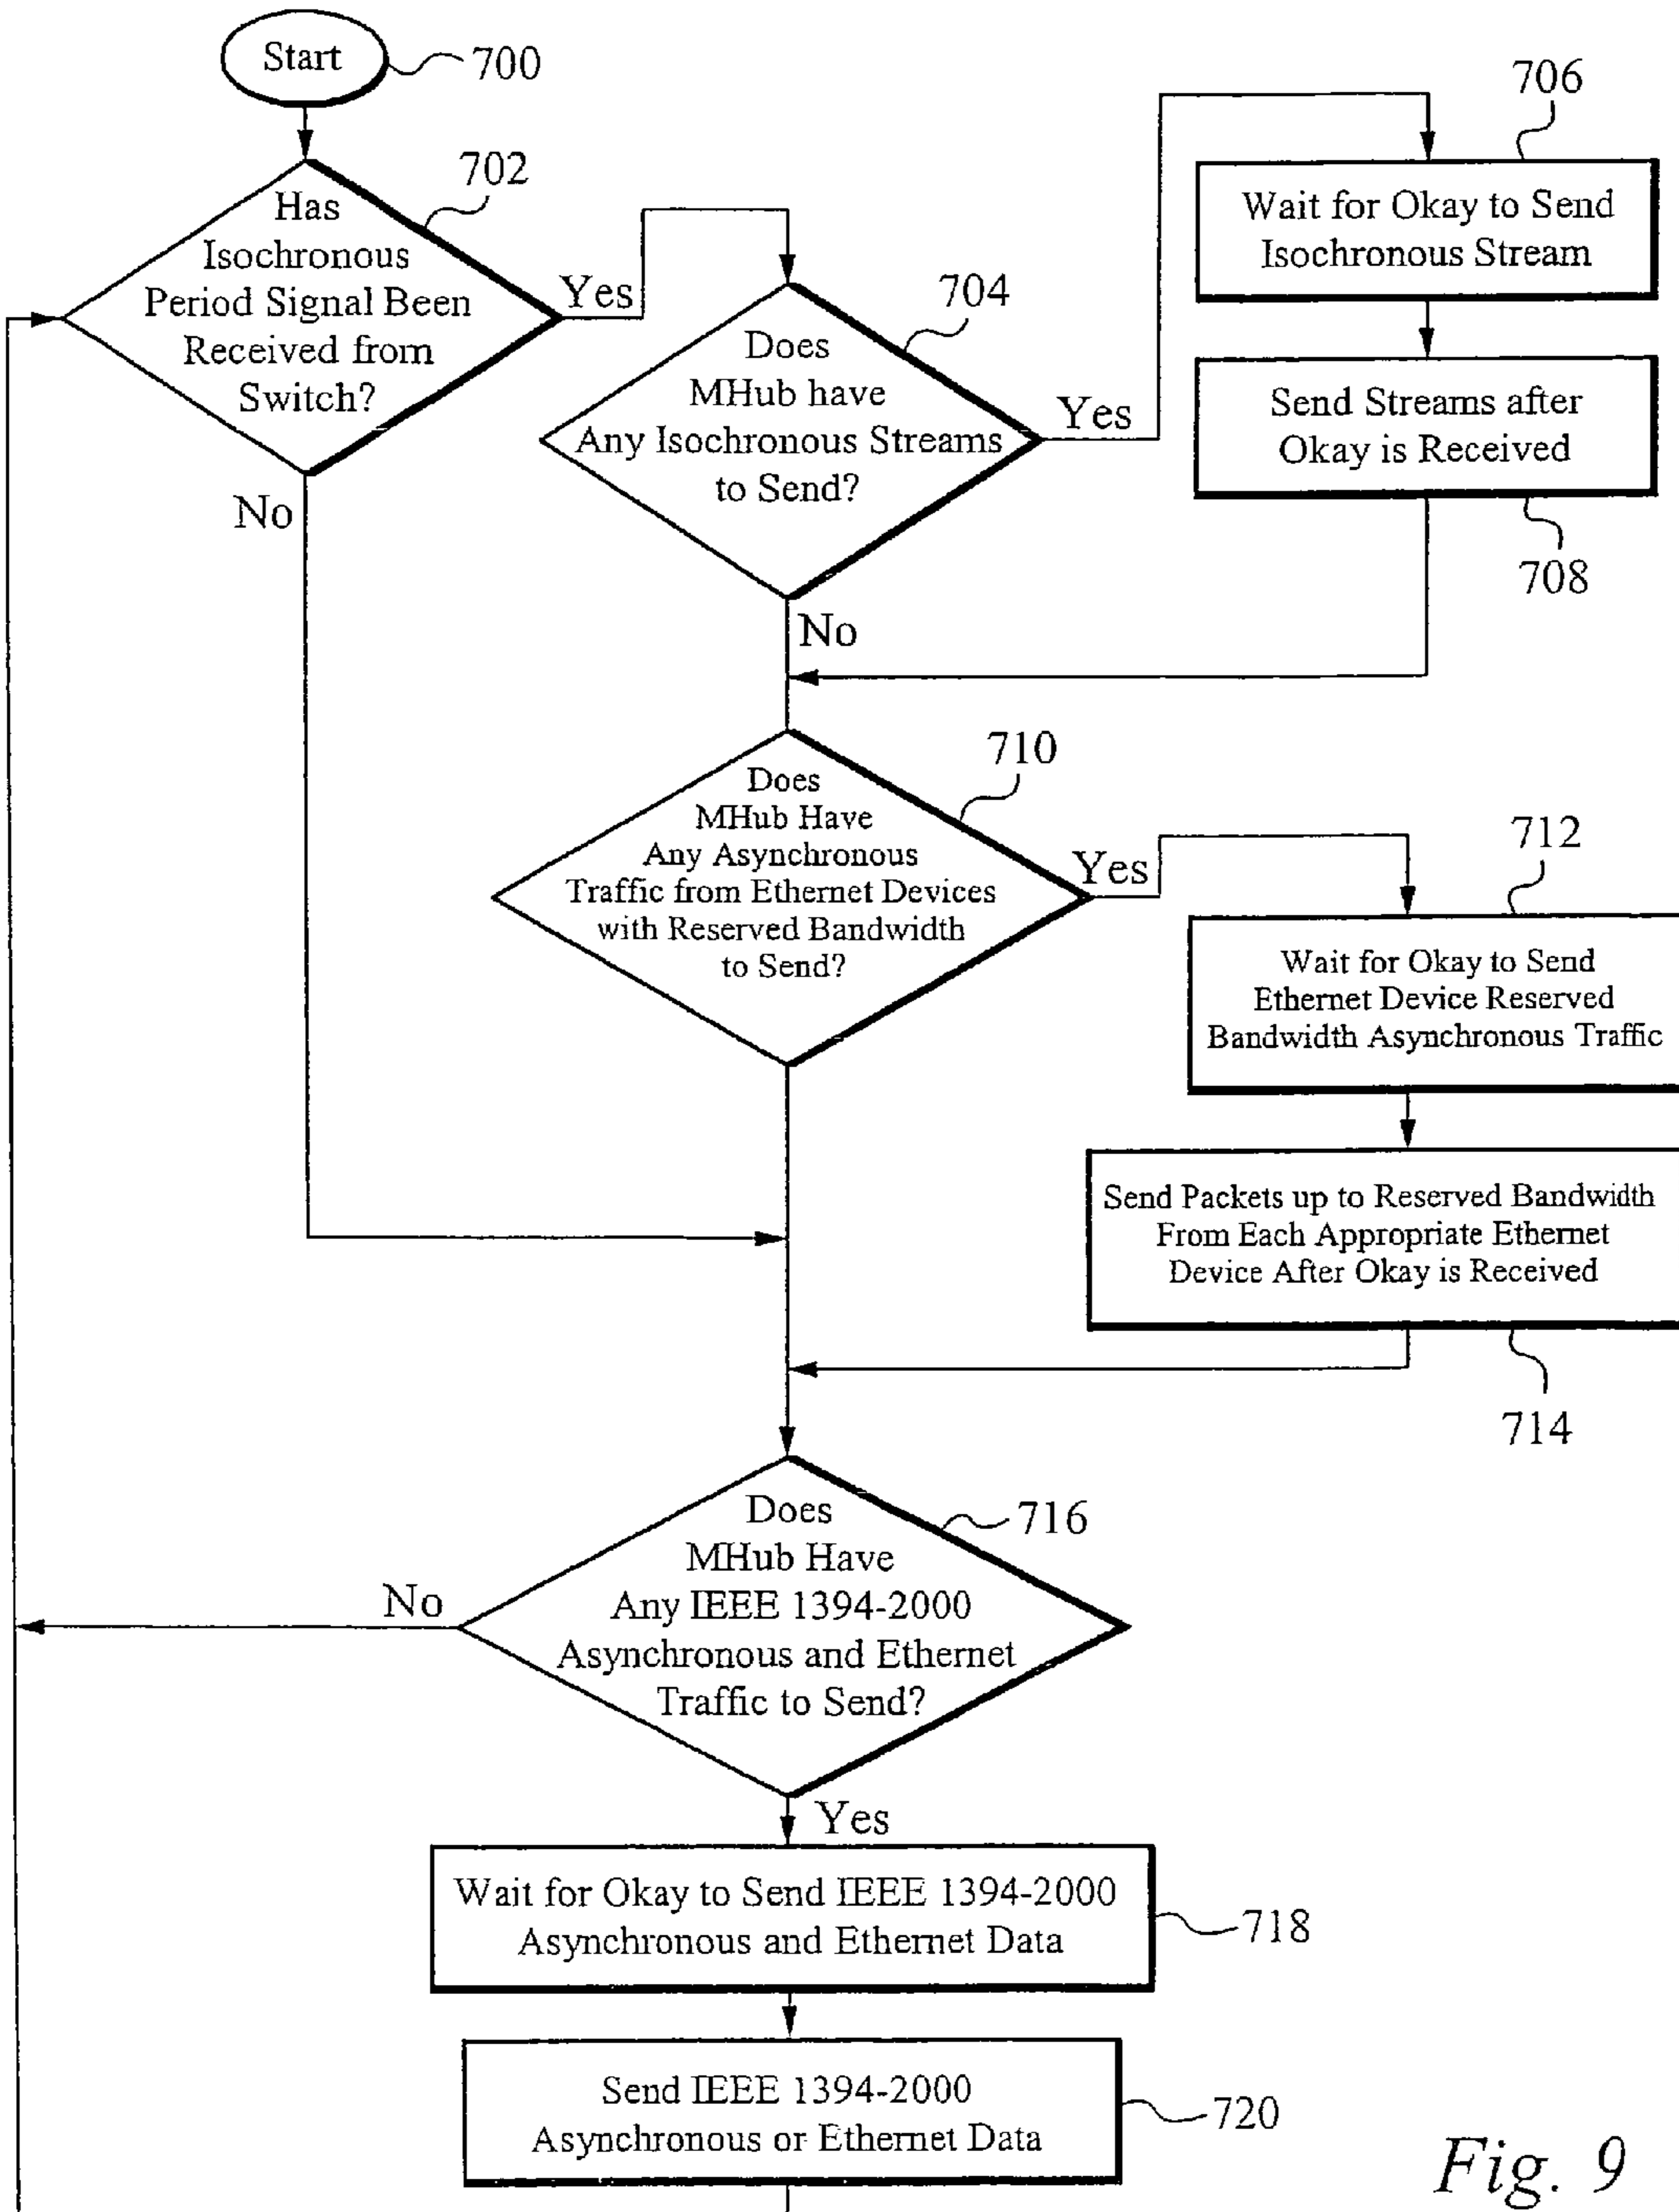 Start
700
702
Has
Isochronous
Period Signal Been
Received from
Switch?
Yes
No
704
Does
MHub have
Any Isochronous Streams
to Send?
Yes
No
706
Wait for Okay to Send
Isochronous Stream
Send Streams after
Okay is Received
708
710
Does
MHub Have
Any Asynchronous
Traffic from Ethernet Devices
with Reserved Bandwidth
to Send?
Yes
712
Wait for Okay to Send
Ethernet Device Reserved
Bandwidth Asynchronous Traffic
Send Packets up to Reserved Bandwidth
From Each Appropriate Ethernet
Device After Okay is Received
714
716
Does
MHub Have
Any IEEE 1394-2000
Asynchronous and Ethernet
Traffic to Send?
No
Yes
Wait for Okay to Send IEEE 1394-2000
Asynchronous and Ethernet Data
718
Send IEEE 1394-2000
Asynchronous or Ethernet Data
720
Fig. 9